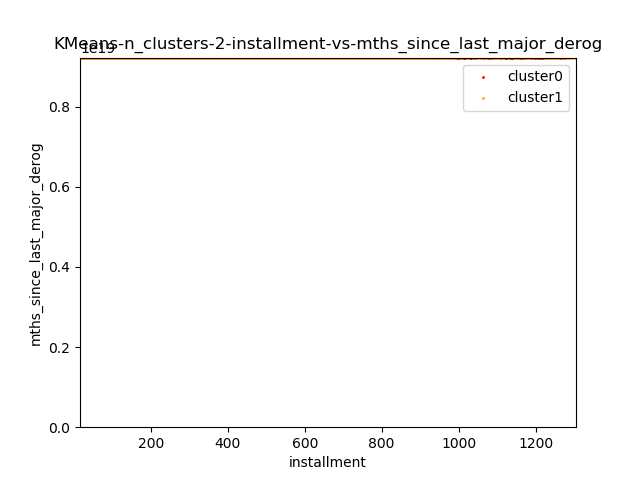 KMeans-n_clusters-2-installment-vs-mths_since_last_major_derog
1e19
cluster0
cluster1
0.8
0.6
0.4
0.2
0.0
mths_since_last_major_derog
200 400 600 800 1000 1200
installment